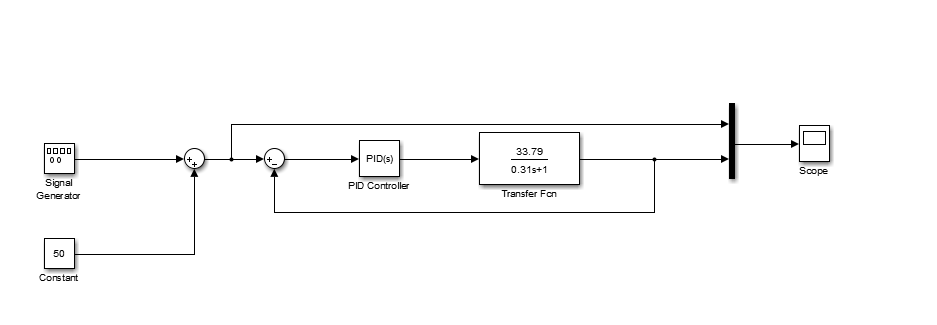 Signal
Generator
50
Constant
PID(s)
PID Controller
33.79
0.31s+1
Transfer Fcn
Scope